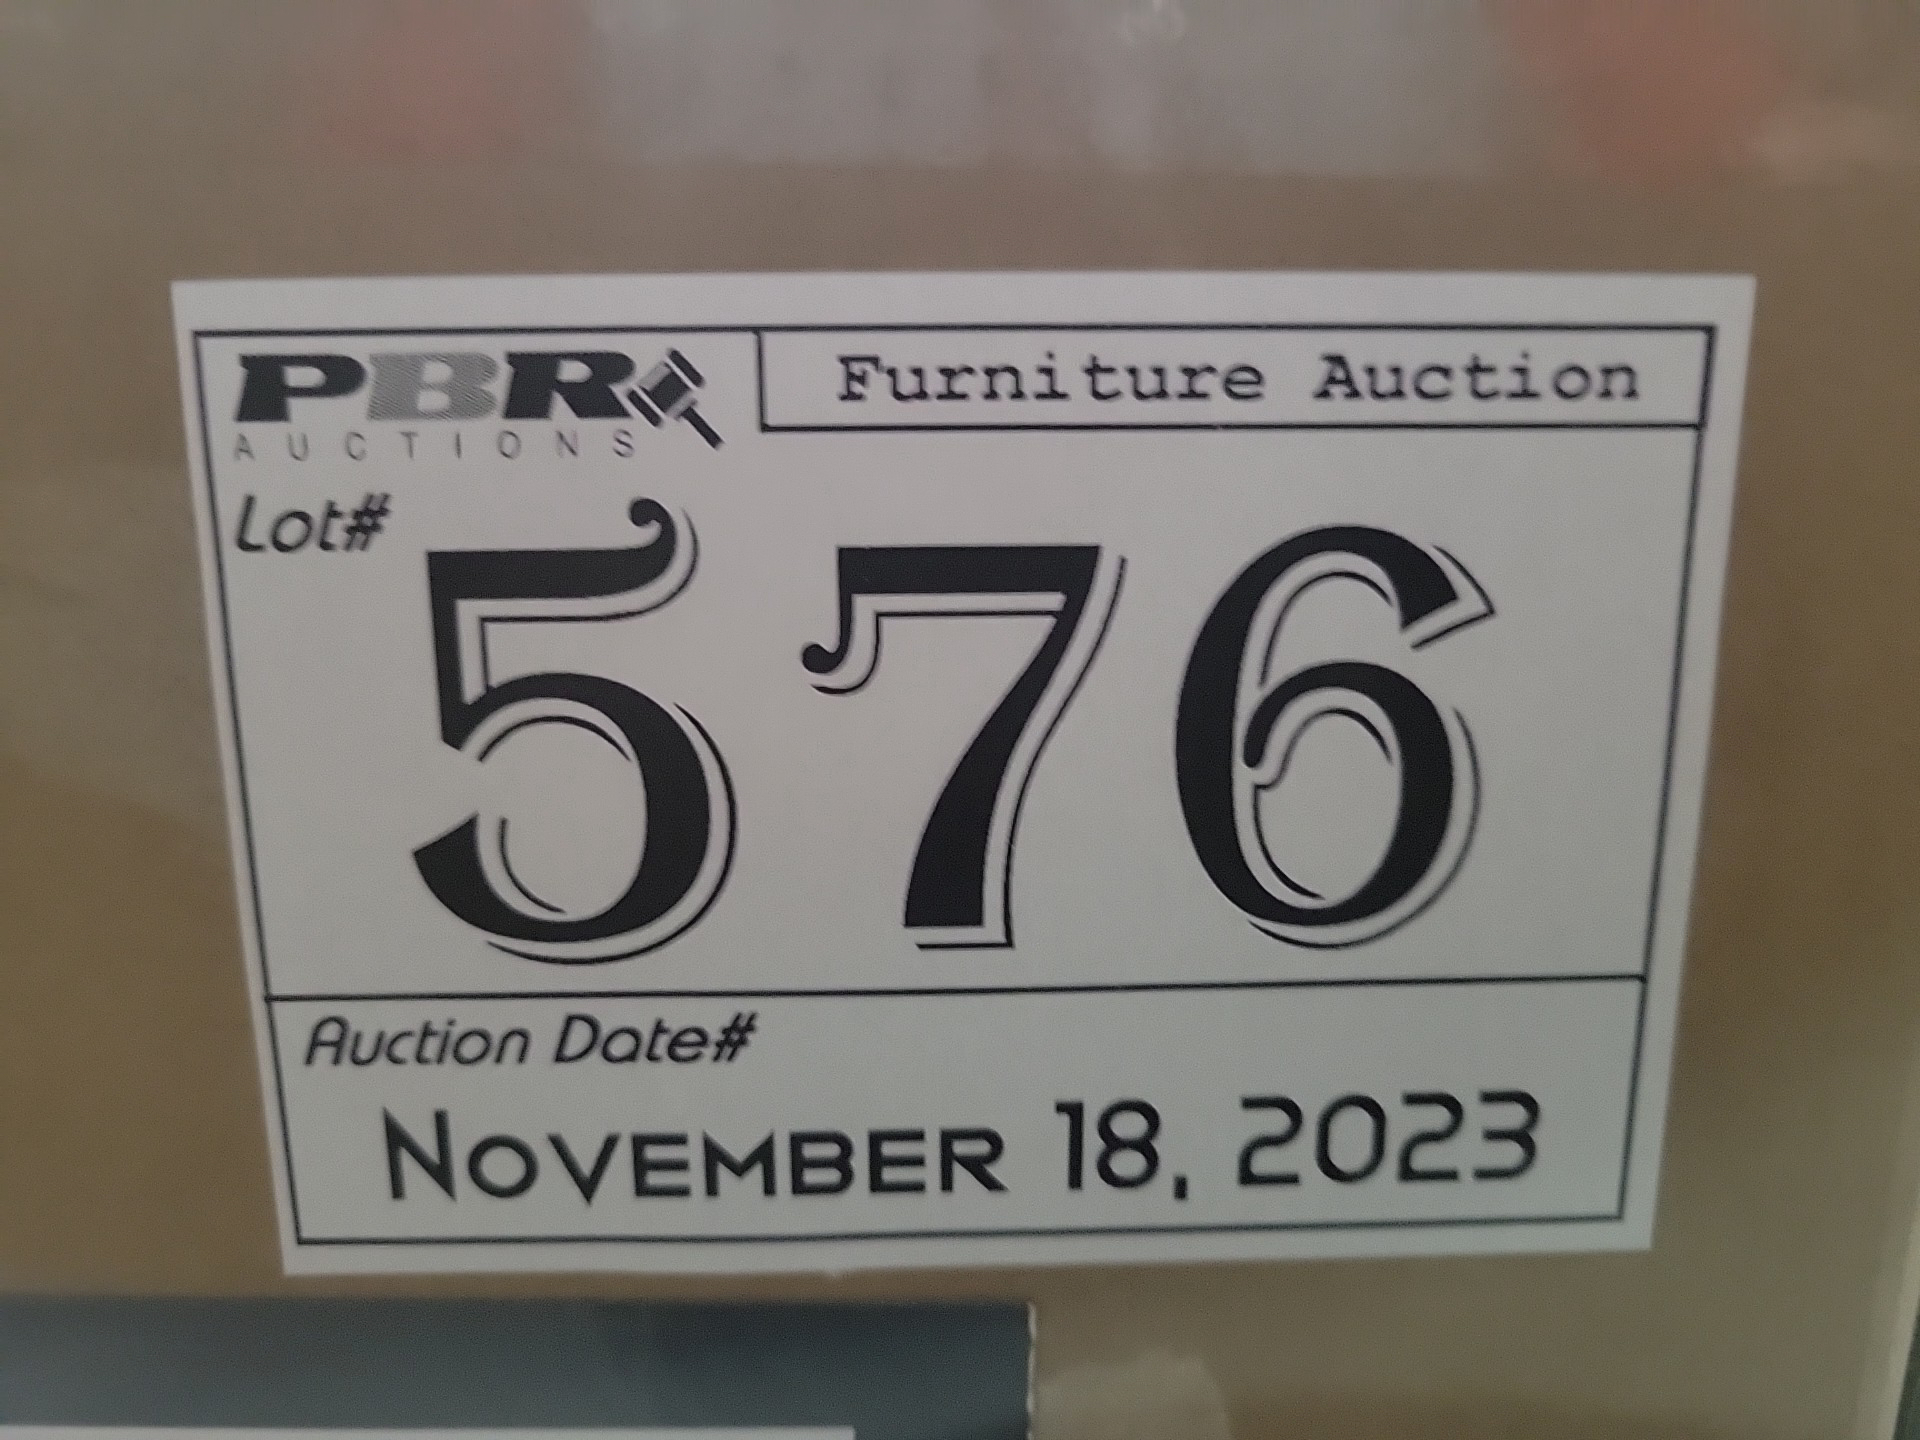 PBR
AUCTIONS
Furniture Auction
Lot#
576
Auction Date#
November 18, 2023